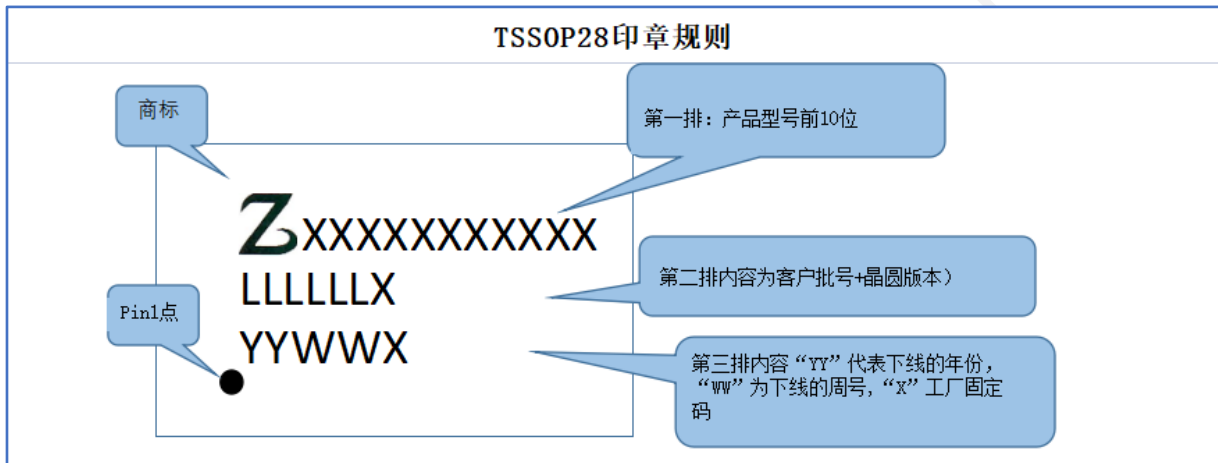 TSSOP28印章规则
商标
第一排：产品型号前10位
ZXXXXXXXXXXX
第二排内容为客户批号+晶圆版本）
LLLLLLX
Pin1点
YYWWX
第三排内容“YY”代表下线的年份，
“WW”为下线的周号，“X”工厂固定
码